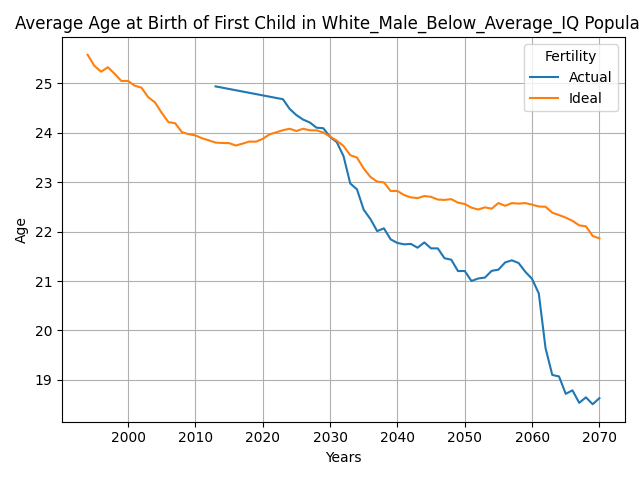 Average Age at Birth of First Child in White_Male_Below_Average_IQ Popula
Fertility
Actual
Ideal
25
24
23
22
21
20
19
Age
2000 2010 2020 2030 2040 2050 2060 2070
Years